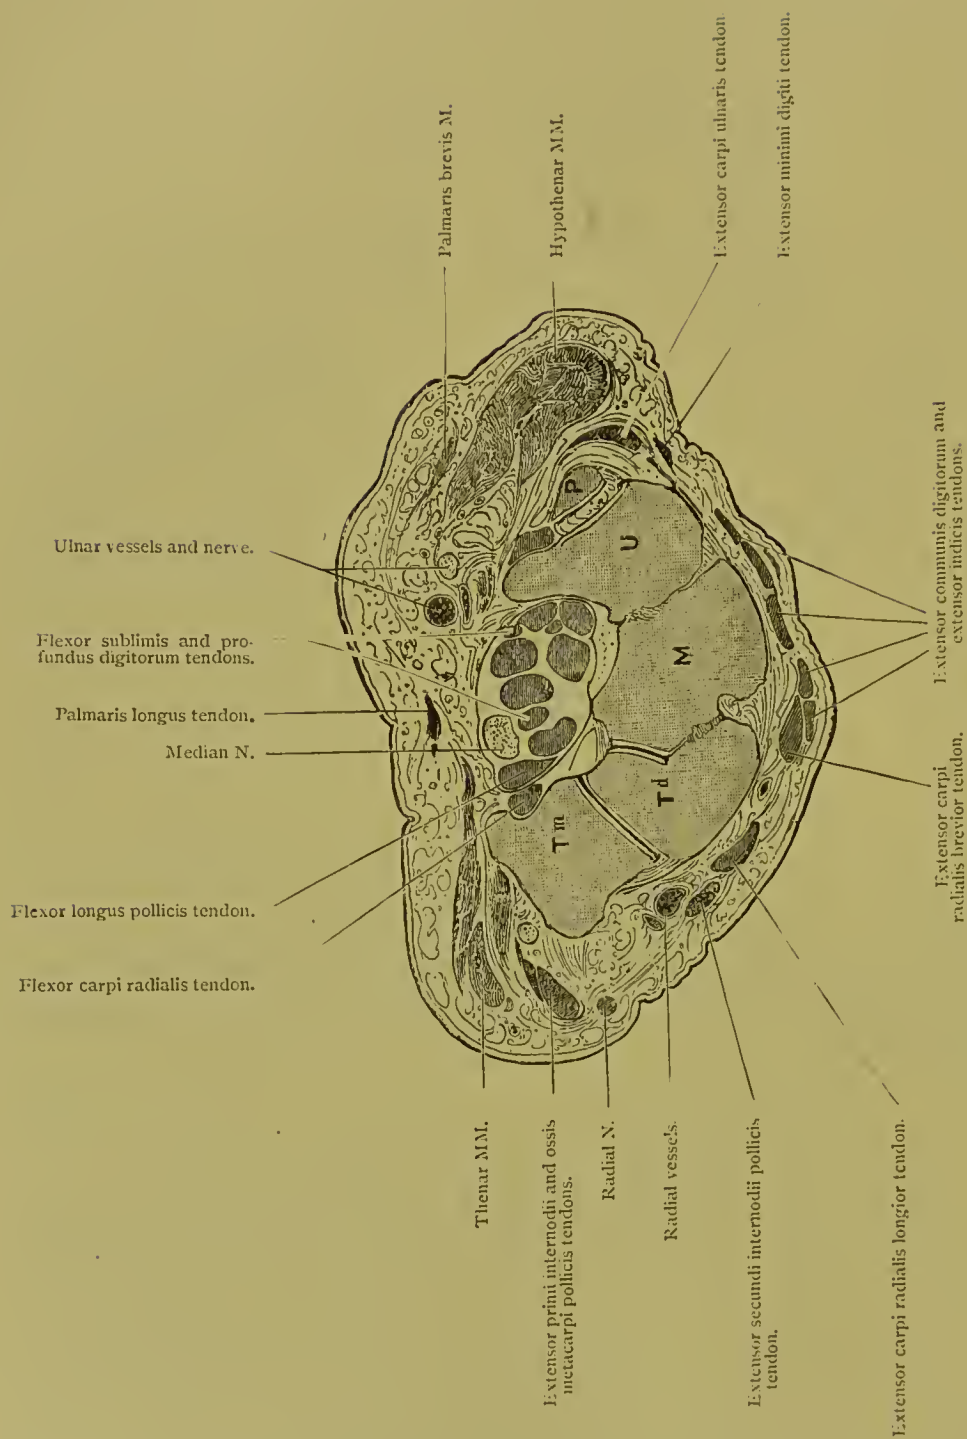 Ulnar vessels and nerve.
Flexor sublimis and pro-
fundus digitorum tendons.
Palmaris longus tendon.
Median N.
Flexor longus pollicis tendon.
Flexor carpi radialis tendon.
Palmaris brevis M.
Hypothenar MM.
Extensor carpi ulnaris tendon.
Extensor minimi digiti tendon.
Extensor communis digitorum and
extensor indicis tendons.
Extensor carpi
radialis brevior tendon.
P
U
M
Td
Tm
Thenar MM.
Extensor primi internodii and ossis
metacarpi pollicis tendons.
Radial N.
Radial vessels.
Extensor secundi internodii pollicis
tendon.
Extensor carpi radialis longior tendon.